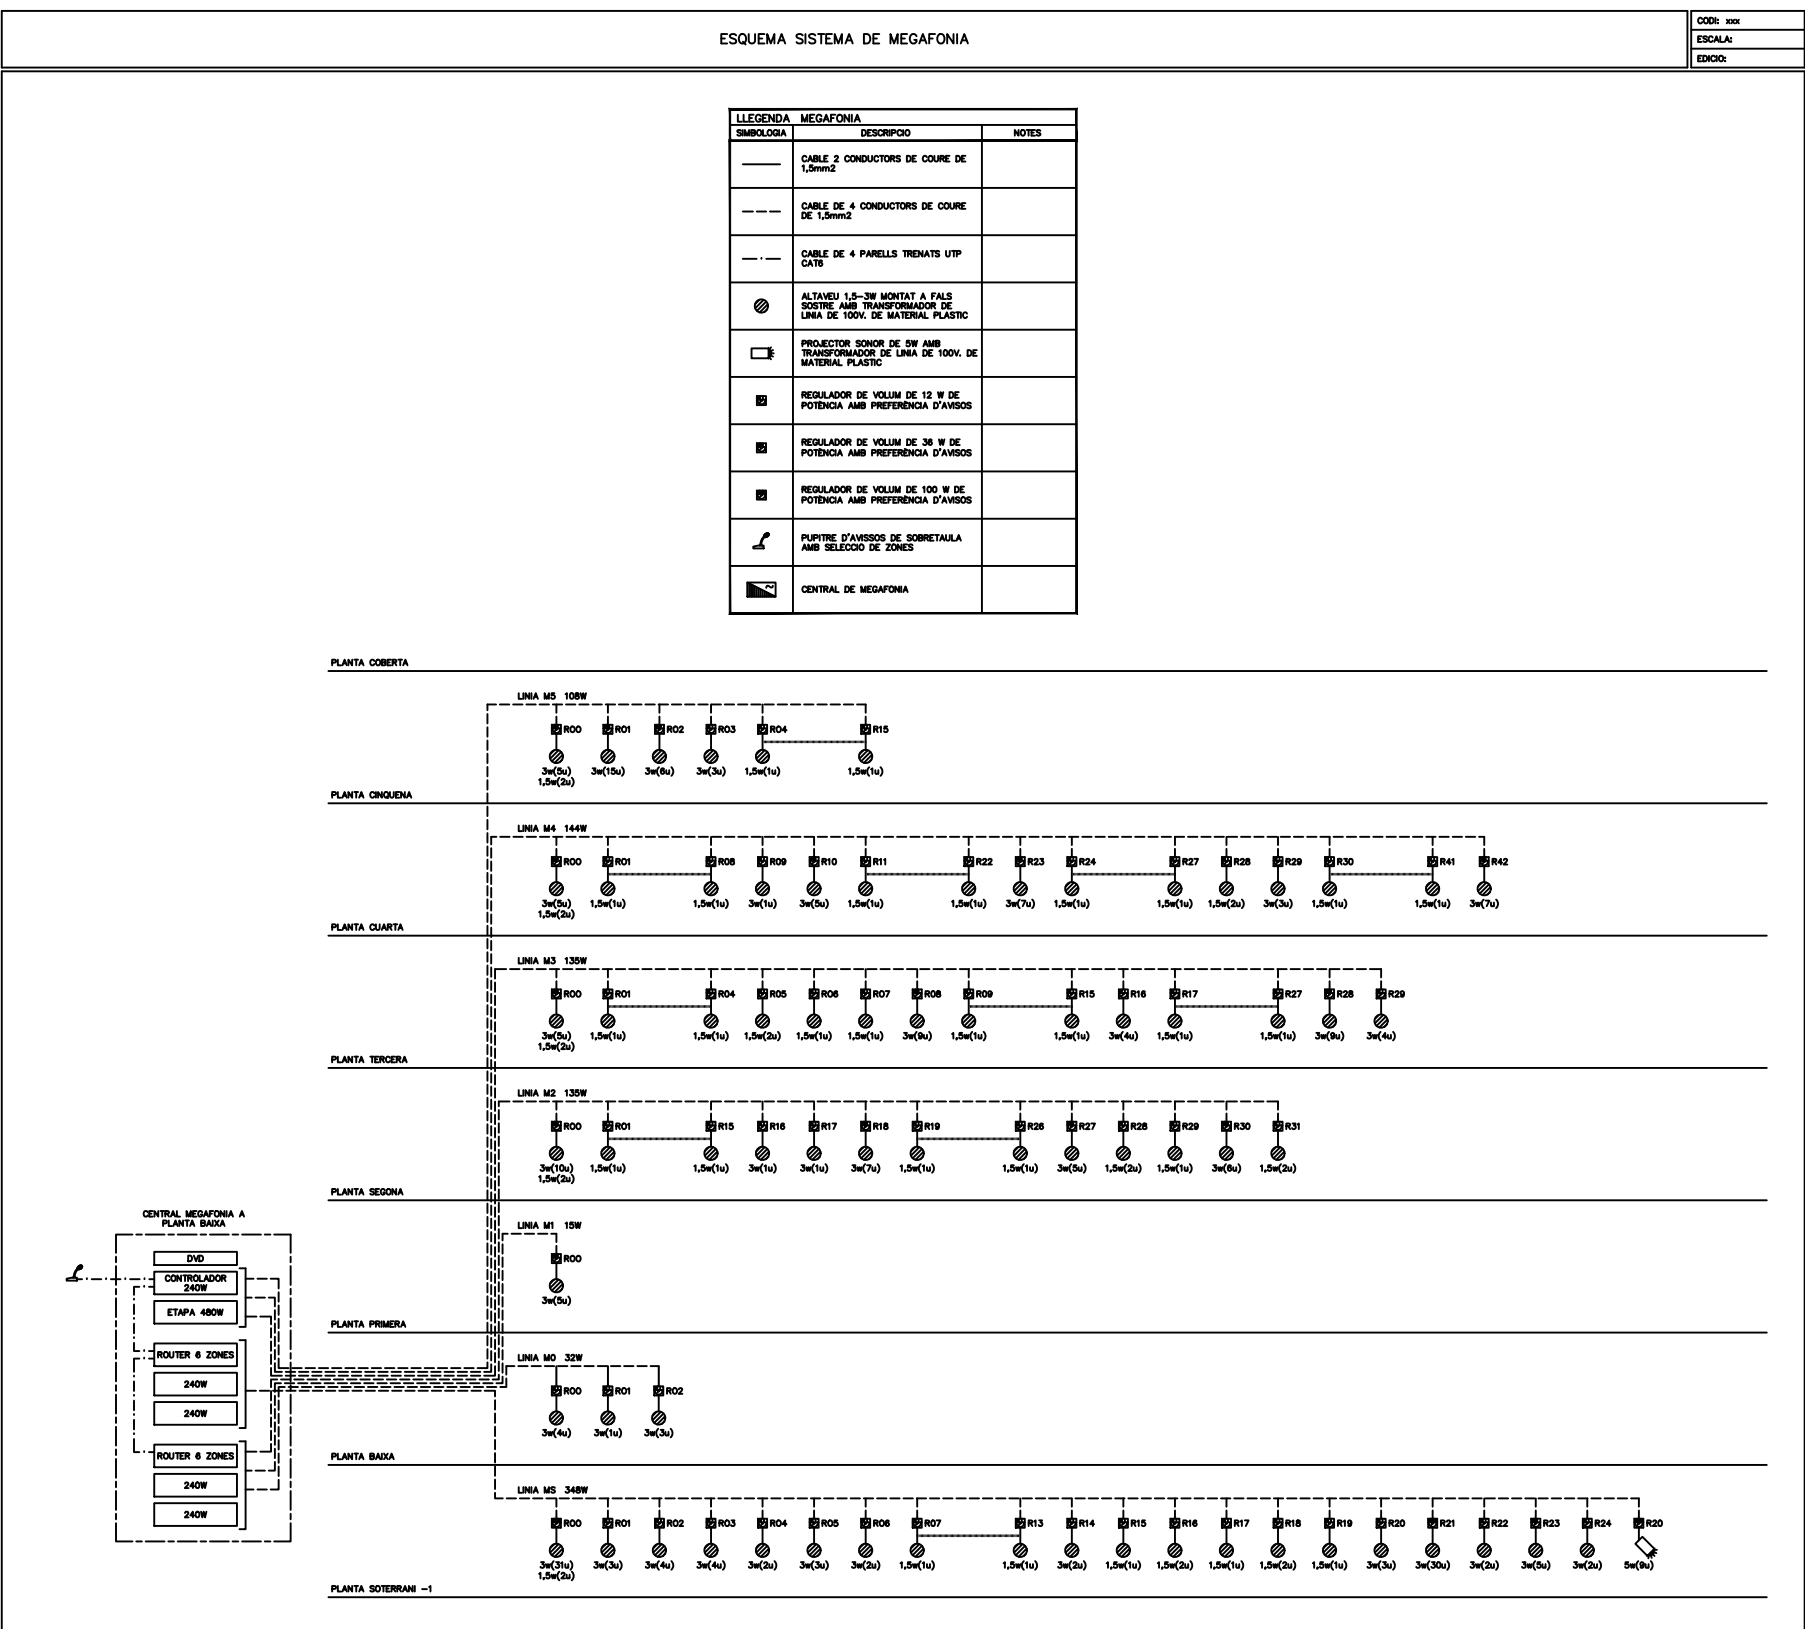 ESQUEMA SISTEMA DE MEGAFONIA
CODI: xxx
ESCALA:
EDICIO:
LLEGENDA MEGAFONIA
SIMBOLOGIA DESCRIPCIO NOTES
CABLE 2 CONDUCTORS DE COURE DE
1,5mm2
CABLE DE 4 CONDUCTORS DE COURE
DE 1,5mm2
CABLE DE 4 PARELLS TRENATS UTP
CAT6
ALTAVEU 1,5-3W MONTAT A FALS
SOSTRE AMB TRANSFORMADOR DE
LINIA DE 100V. DE MATERIAL PLASTIC
PROJECTOR SONOR DE 5W AMB
TRANSFORMADOR DE LINIA DE 100V. DE
MATERIAL PLASTIC
REGULADOR DE VOLUM DE 12 W DE
POTÈNCIA AMB PREFERÈNCIA D'AVISOS
REGULADOR DE VOLUM DE 36 W DE
POTÈNCIA AMB PREFERÈNCIA D'AVISOS
REGULADOR DE VOLUM DE 100 W DE
POTÈNCIA AMB PREFERÈNCIA D'AVISOS
PUPITRE D'AVISSOS DE SOBRETAULA
AMB SELECCIO DE ZONES
CENTRAL DE MEGAFONIA
PLANTA COBERTA
LINIA M5 108W
R00 R01 R02 R03 R04 R15
3w(5u) 3w(15u) 3w(6u) 3w(3u) 1,5w(1u) 1,5w(1u)
1,5w(2u)
PLANTA CINQUENA
LINIA M4 144W
R00 R01 R08 R09 R10 R11 R22 R23 R24 R27 R28 R29 R30 R41 R42
3w(5u) 1,5w(1u) 1,5w(1u) 3w(1u) 3w(5u) 1,5w(1u) 1,5w(1u) 3w(7u) 1,5w(1u) 1,5w(1u) 1,5w(2u) 3w(3u) 1,5w(1u) 1,5w(1u) 3w(7u)
1,5w(2u)
PLANTA CUARTA
LINIA M3 135W
R00 R01 R04 R05 R06 R07 R08 R09 R15 R16 R17 R27 R28 R29
3w(5u) 1,5w(1u) 1,5w(1u) 1,5w(2u) 1,5w(1u) 1,5w(1u) 3w(9u) 1,5w(1u) 1,5w(1u) 3w(4u) 1,5w(1u) 1,5w(1u) 3w(9u) 3w(4u)
1,5w(2u)
PLANTA TERCERA
LINIA M2 135W
R00 R01 R15 R16 R17 R18 R19 R26 R27 R28 R29 R30 R31
3w(10u) 1,5w(1u) 1,5w(1u) 3w(1u) 3w(1u) 3w(7u) 1,5w(1u) 1,5w(1u) 3w(5u) 1,5w(2u) 1,5w(1u) 3w(6u) 1,5w(2u)
1,5w(2u)
PLANTA SEGONA
LINIA M1 15W
R00
3w(5u)
PLANTA PRIMERA
LINIA M0 32W
R00 R01 R02
3w(4u) 3w(1u) 3w(3u)
PLANTA BAIXA
LINIA MS 348W
R00 R01 R02 R03 R04 R05 R06 R07 R13 R14 R15 R16 R17 R18 R19 R20 R21 R22 R23 R24 R20
3w(31u) 3w(3u) 3w(4u) 3w(4u) 3w(2u) 3w(3u) 3w(2u) 1,5w(1u) 1,5w(1u) 3w(2u) 1,5w(1u) 1,5w(2u) 1,5w(1u) 1,5w(2u) 1,5w(1u) 3w(3u) 3w(30u) 3w(2u) 3w(5u) 3w(2u) 5w(9u)
1,5w(2u)
PLANTA SOTERRANI -1
CENTRAL MEGAFONIA A
PLANTA BAIXA
DVD
CONTROLADOR
240W
ETAPA 480W
ROUTER 6 ZONES
240W
240W
ROUTER 6 ZONES
240W
240W